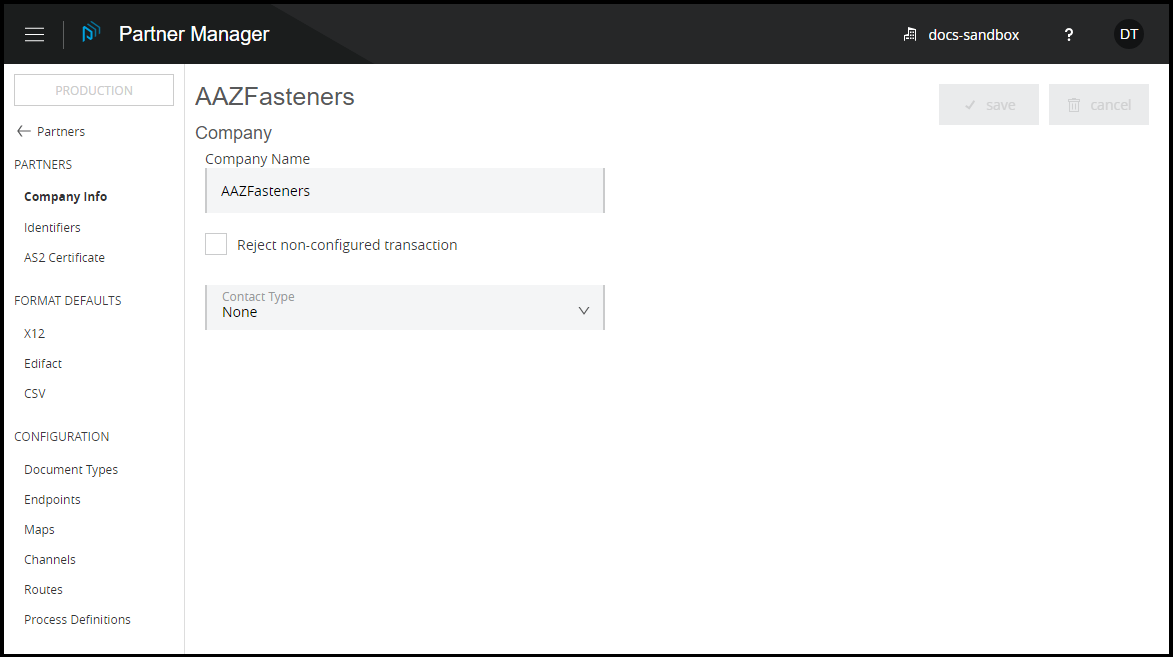 Partner Manager
docs-sandbox
?
DT
PRODUCTION
Partners
PARTNERS
Company Info
Identifiers
AS2 Certificate
FORMAT DEFAULTS
X12
Edifact
CSV
CONFIGURATION
Document Types
Endpoints
Maps
Channels
Routes
Process Definitions
AAZFasteners
save
cancel
Company
Company Name
AAZFasteners
Reject non-configured transaction
Contact Type
None